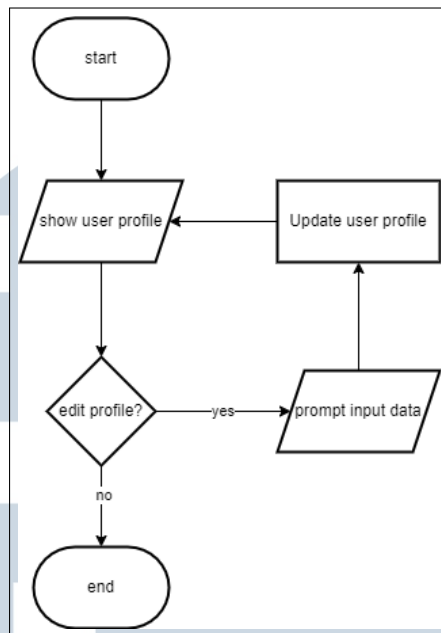 start
show user profile
Update user profile
edit profile?
yes
prompt input data
no
end